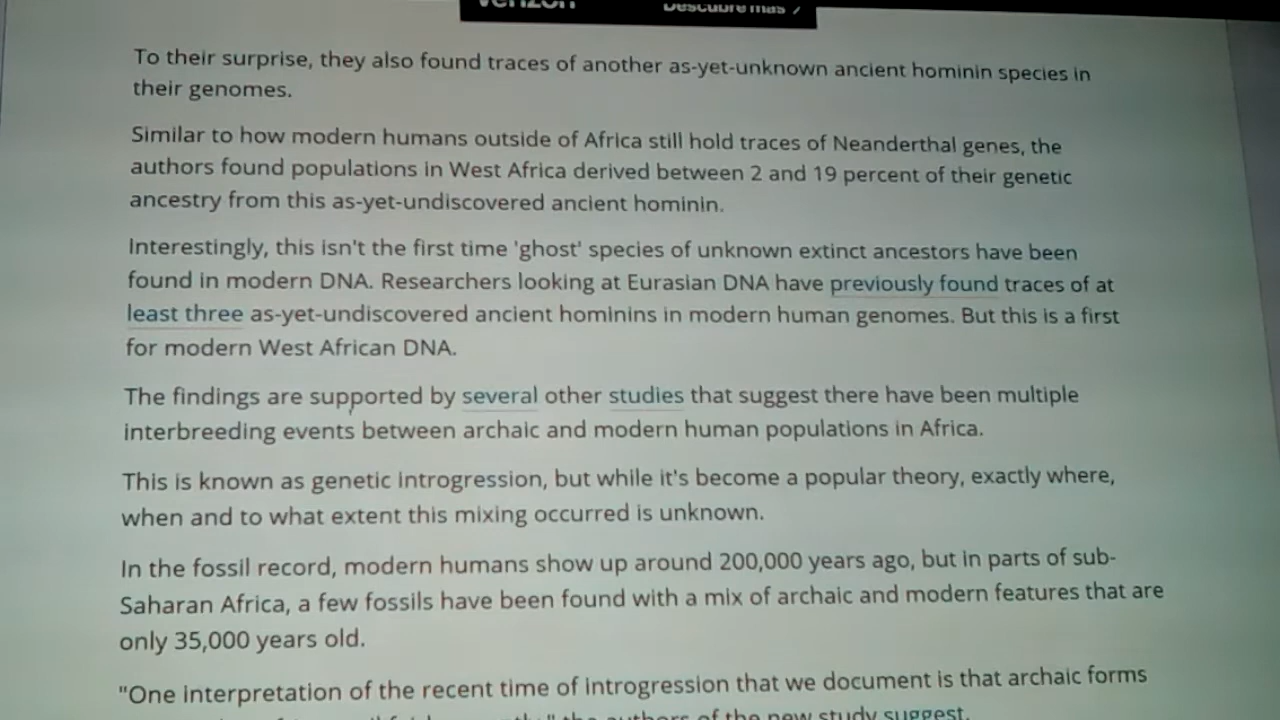 verizon Descubre más
To their surprise, they also found traces of another as-yet-unknown ancient hominin species in
their genomes.
Similar to how modern humans outside of Africa still hold traces of Neanderthal genes, the
authors found populations in West Africa derived between 2 and 19 percent of their genetic
ancestry from this as-yet-undiscovered ancient hominin.
Interestingly, this isn't the first time 'ghost' species of unknown extinct ancestors have been
found in modern DNA. Researchers looking at Eurasian DNA have previously found traces of at
least three as-yet-undiscovered ancient hominins in modern human genomes. But this is a first
for modern West African DNA.
The findings are supported by several other studies that suggest there have been multiple
interbreeding events between archaic and modern human populations in Africa.
This is known as genetic introgression, but while it's become a popular theory, exactly where,
when and to what extent this mixing occurred is unknown.
In the fossil record, modern humans show up around 200,000 years ago, but in parts of sub-
Saharan Africa, a few fossils have been found with a mix of archaic and modern features that are
only 35,000 years old.
"One interpretation of the recent time of introgression that we document is that archaic forms
the authors of the new study suggest.